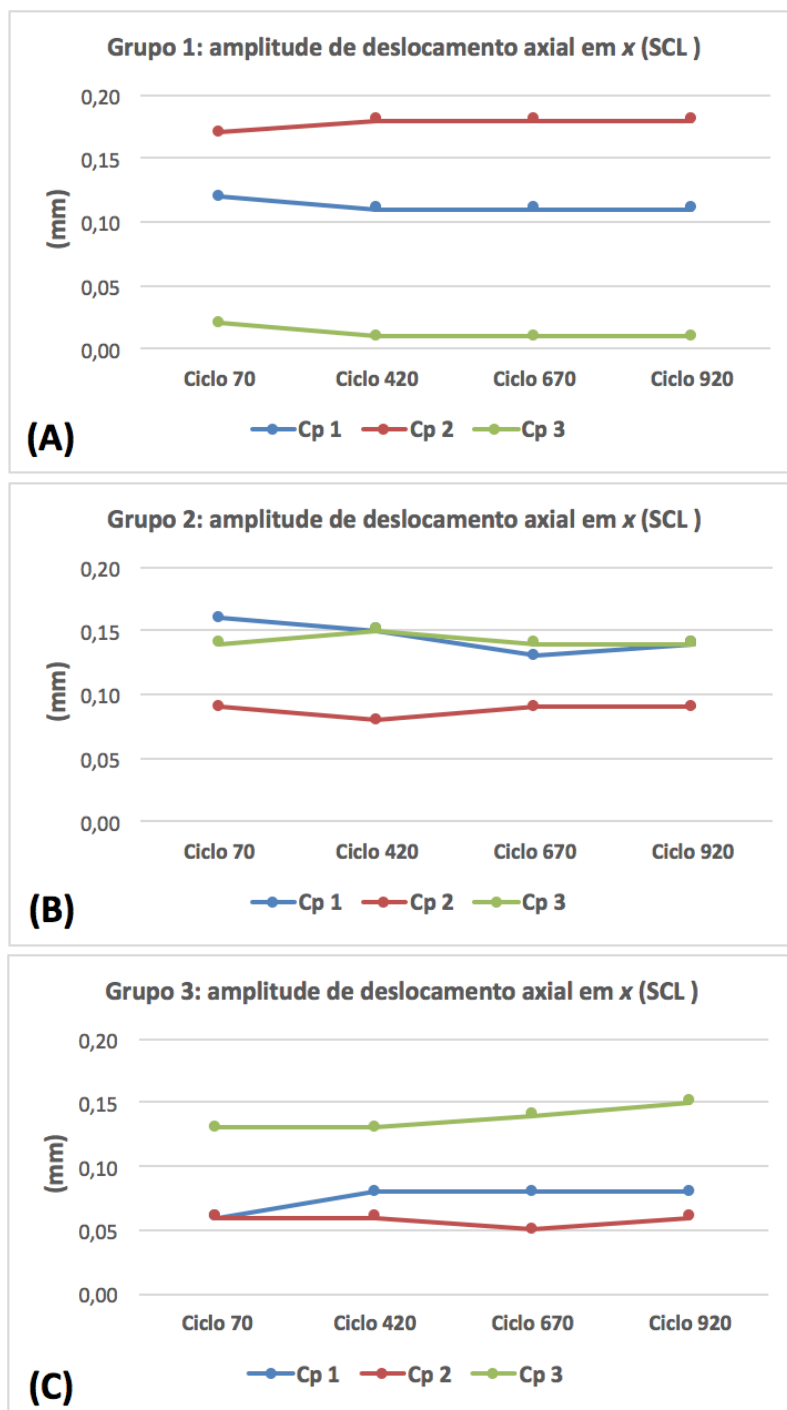 Grupo 1: amplitude de deslocamento axial em x (SCL )
0,20
0,15
0,10
0,05
0,00
(mm)
Ciclo 70 Ciclo 420 Ciclo 670 Ciclo 920
Cp 1 Cp 2 Cp 3
(A)
Grupo 2: amplitude de deslocamento axial em x (SCL )
0,20
0,15
0,10
0,05
0,00
(mm)
Ciclo 70 Ciclo 420 Ciclo 670 Ciclo 920
Cp 1 Cp 2 Cp 3
(B)
Grupo 3: amplitude de deslocamento axial em x (SCL )
0,20
0,15
0,10
0,05
0,00
(mm)
Ciclo 70 Ciclo 420 Ciclo 670 Ciclo 920
Cp 1 Cp 2 Cp 3
(C)